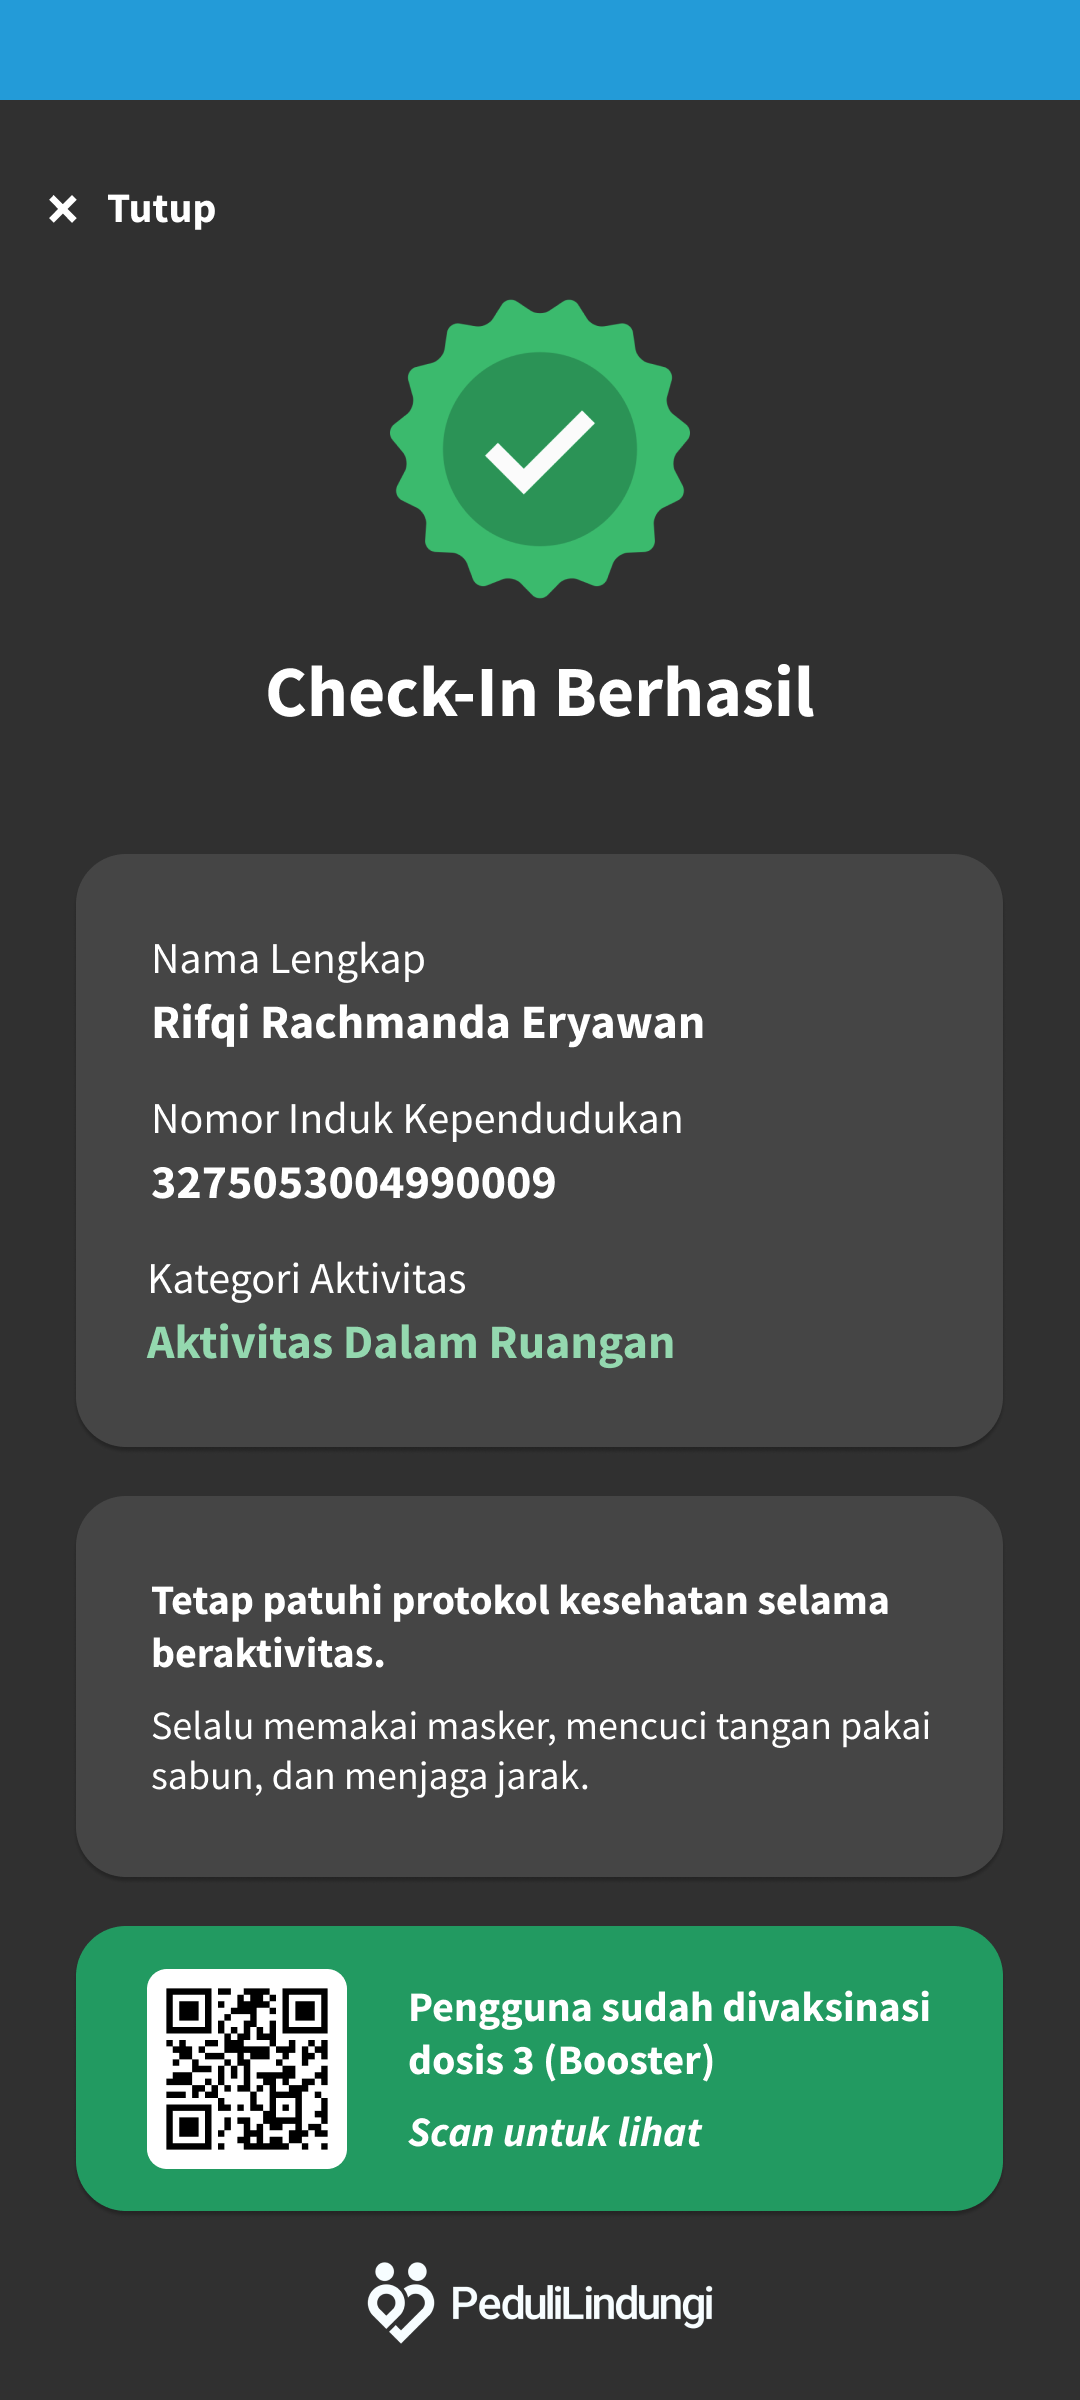 Tutup
Check-In Berhasil
Nama Lengkap
Rifqi Rachmanda Eryawan
Nomor Induk Kependudukan
3275053004990009
Kategori Aktivitas
Aktivitas Dalam Ruangan
Tetap patuhi protokol kesehatan selama
beraktivitas.
Selalu memakai masker, mencuci tangan pakai
sabun, dan menjaga jarak.
Pengguna sudah divaksinasi
dosis 3 (Booster)
Scan untuk lihat
PeduliLindungi